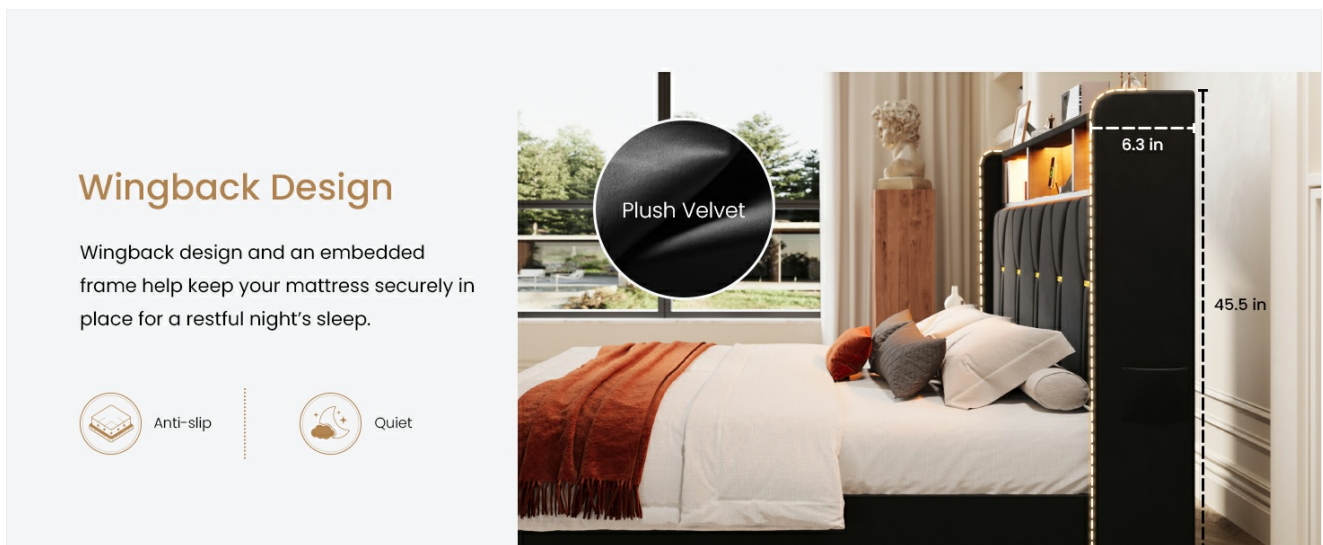 Wingback Design
Wingback design and an embedded
frame help keep your mattress securely in
place for a restful night's sleep.
Anti-slip
Quiet
Plush Velvet
6.3 in
45.5 in